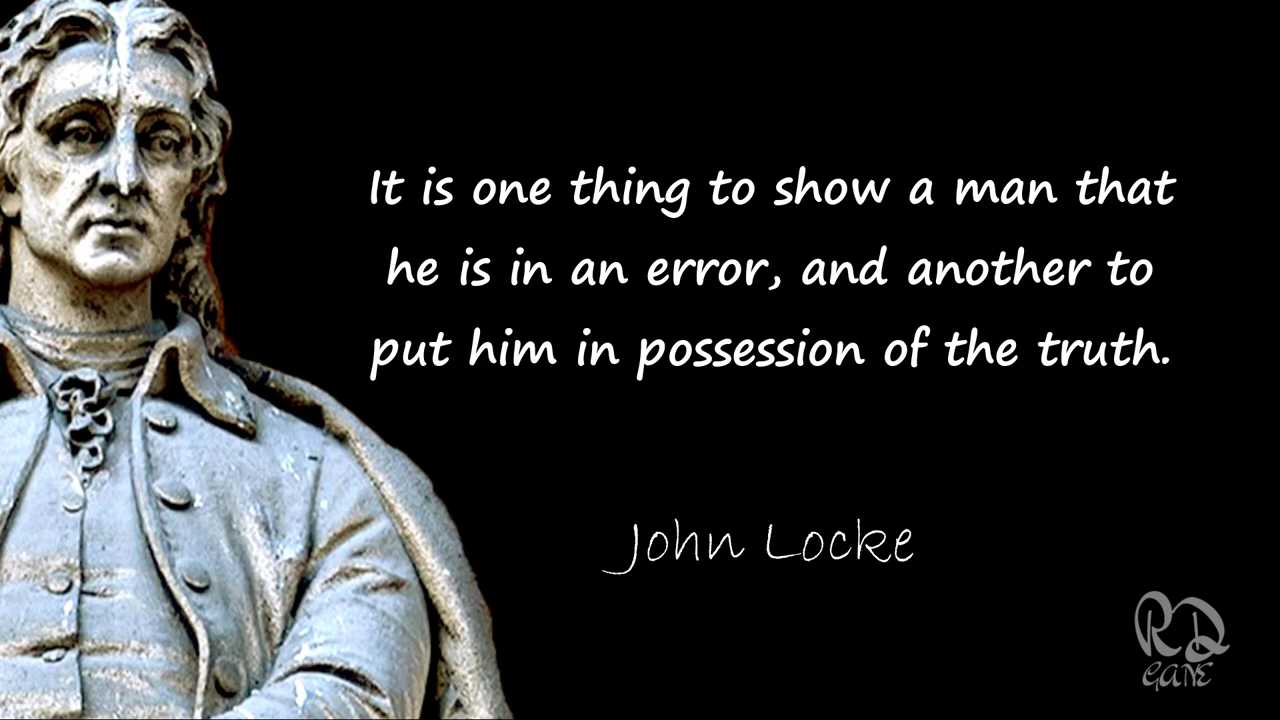 It is one thing to show a man that
he is in an error, and another to
put him in possession of the truth.
John Locke
RD
GANE